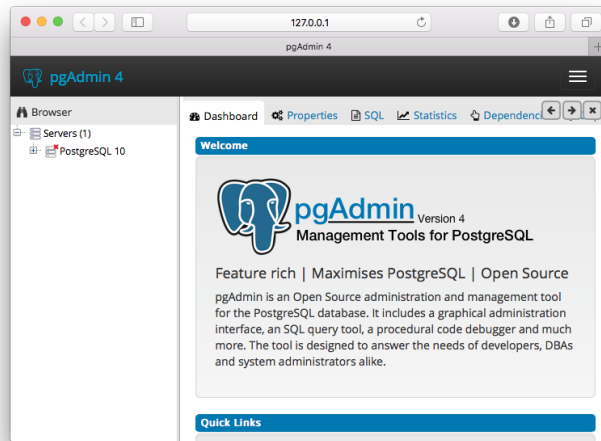 127.0.0.1
pgAdmin 4
pgAdmin 4
Browser
Dashboard Properties SQL Statistics Dependenci
Servers (1)
PostgreSQL 10
Welcome
pgAdmin Version 4
Management Tools for PostgreSQL
Feature rich | Maximises PostgreSQL | Open Source
pgAdmin is an Open Source administration and management tool
for the PostgreSQL database. It includes a graphical administration
interface, an SQL query tool, a procedural code debugger and much
more. The tool is designed to answer the needs of developers, DBAs
and system administrators alike.
Quick Links